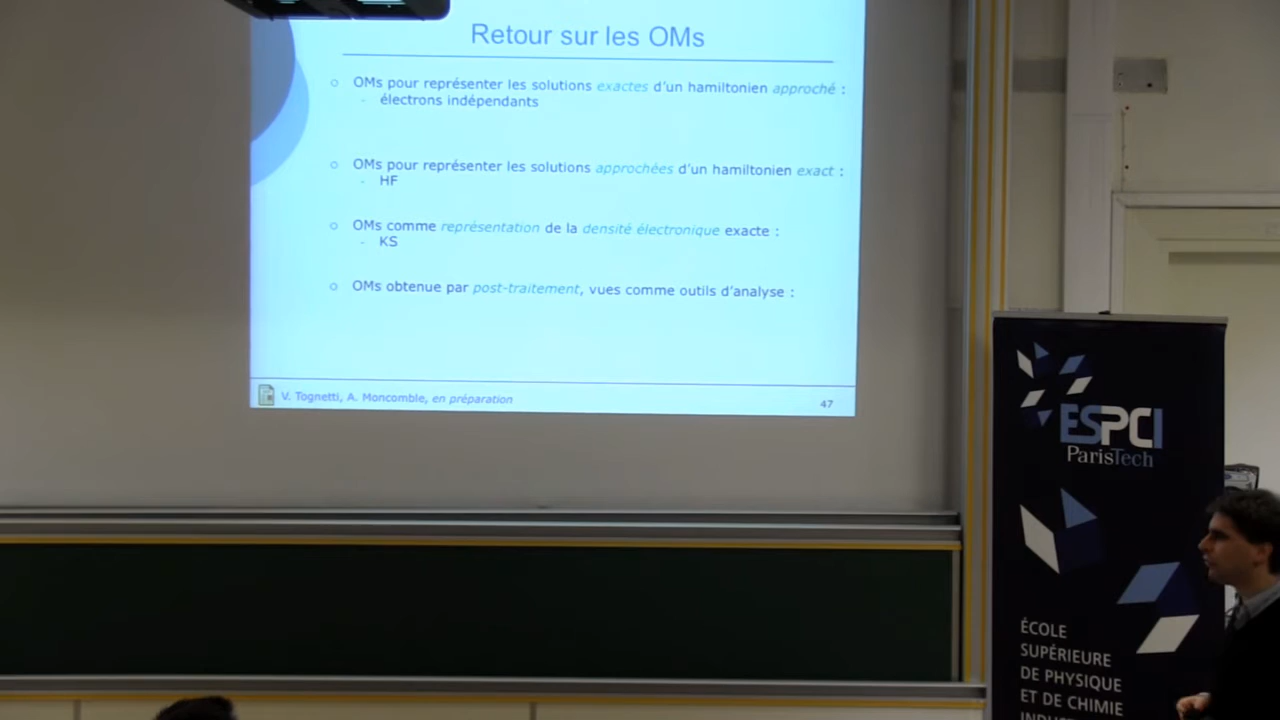 Retour sur les OMs
OMs pour représenter les solutions exactes d'un hamiltonien approché :
- électrons indépendants
OMs pour représenter les solutions approchées d'un hamiltonien exact :
- HF
OMs comme représentation de la densité électronique exacte :
- KS
OMs obtenue par post-traitement, vues comme outils d'analyse :
V. Tognetti, A. Moncomble, en préparation
47
ESPCI
ParisTech
ÉCOLE
SUPÉRIEURE
DE PHYSIQUE
ET DE CHIMIE